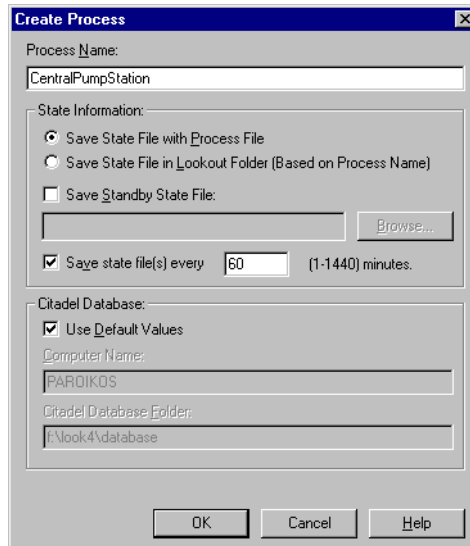 Create Process
Process Name:
CentralPumpStation
State Information:
Save State File with Process File
Save State File in Lookout Folder (Based on Process Name)
Save Standby State File:
Browse...
Save state file(s) every 60 (1-1440) minutes.
Citadel Database:
Use Default Values
Computer Name:
PAROIKOS
Citadel Database Folder:
f:\look4\database
OK Cancel Help